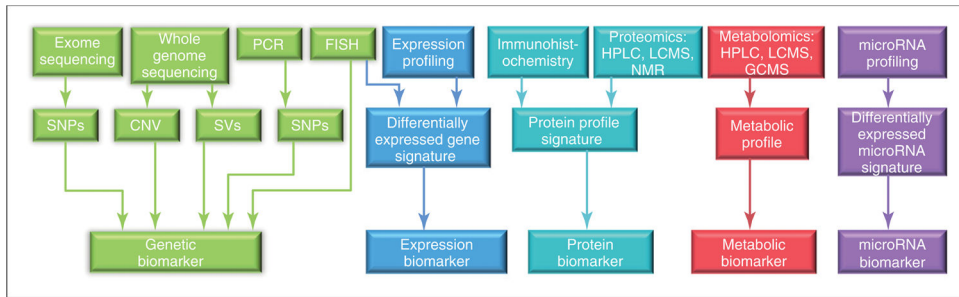 Exome
sequencing
Whole
genome
sequencing
PCR
FISH
Expression
profiling
Immunohist-
ochemistry
Proteomics:
HPLC, LCMS,
NMR
Metabolomics:
HPLC, LCMS,
GCMS
microRNA
profiling
SNPs
CNV
SVs
SNPs
Differentially
expressed gene
signature
Protein profile
signature
Metabolic
profile
Differentially
expressed
microRNA
signature
Genetic
biomarker
Expression
biomarker
Protein
biomarker
Metabolic
biomarker
microRNA
biomarker